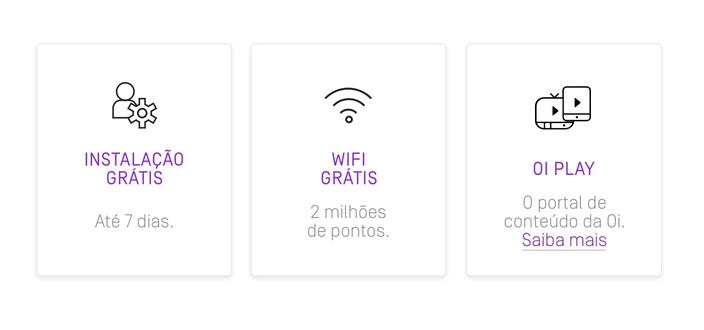 INSTALAÇÃO
GRÁTIS
Até 7 dias.
WIFI
GRÁTIS
2 milhões
de pontos.
OI PLAY
O portal de
conteúdo da Oi.
Saiba mais